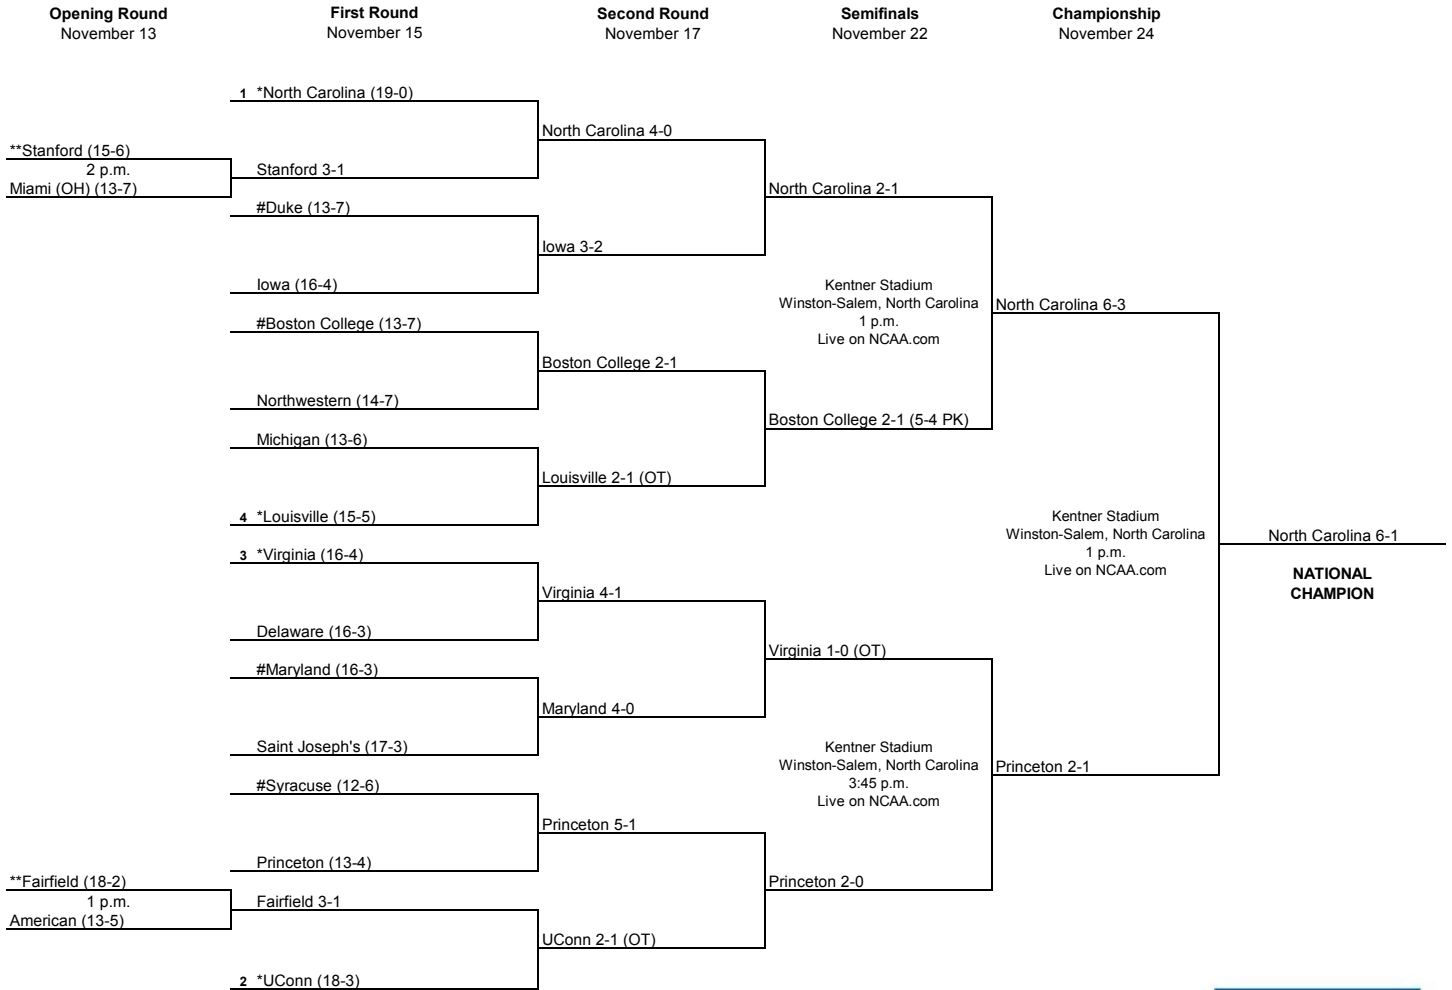 Opening Round
November 13
First Round
November 15
Second Round
November 17
Semifinals
November 22
Championship
November 24
1 *North Carolina (19-0)
North Carolina 4-0
**Stanford (15-6)
2 p.m.
Miami (OH) (13-7)
Stanford 3-1
North Carolina 2-1
#Duke (13-7)
Iowa 3-2
Iowa (16-4)
Kentner Stadium
Winston-Salem, North Carolina
1 p.m.
Live on NCAA.com
North Carolina 6-3
#Boston College (13-7)
Boston College 2-1
Northwestern (14-7)
Boston College 2-1 (5-4 PK)
Michigan (13-6)
Louisville 2-1 (OT)
4 *Louisville (15-5)
Kentner Stadium
Winston-Salem, North Carolina
1 p.m.
Live on NCAA.com
North Carolina 6-1
NATIONAL
CHAMPION
3 *Virginia (16-4)
Virginia 4-1
Delaware (16-3)
Virginia 1-0 (OT)
#Maryland (16-3)
Maryland 4-0
Saint Joseph's (17-3)
Kentner Stadium
Winston-Salem, North Carolina
3:45 p.m.
Live on NCAA.com
Princeton 2-1
#Syracuse (12-6)
Princeton 5-1
Princeton (13-4)
Princeton 2-0
**Fairfield (18-2)
1 p.m.
American (13-5)
Fairfield 3-1
UConn 2-1 (OT)
2 *UConn (18-3)